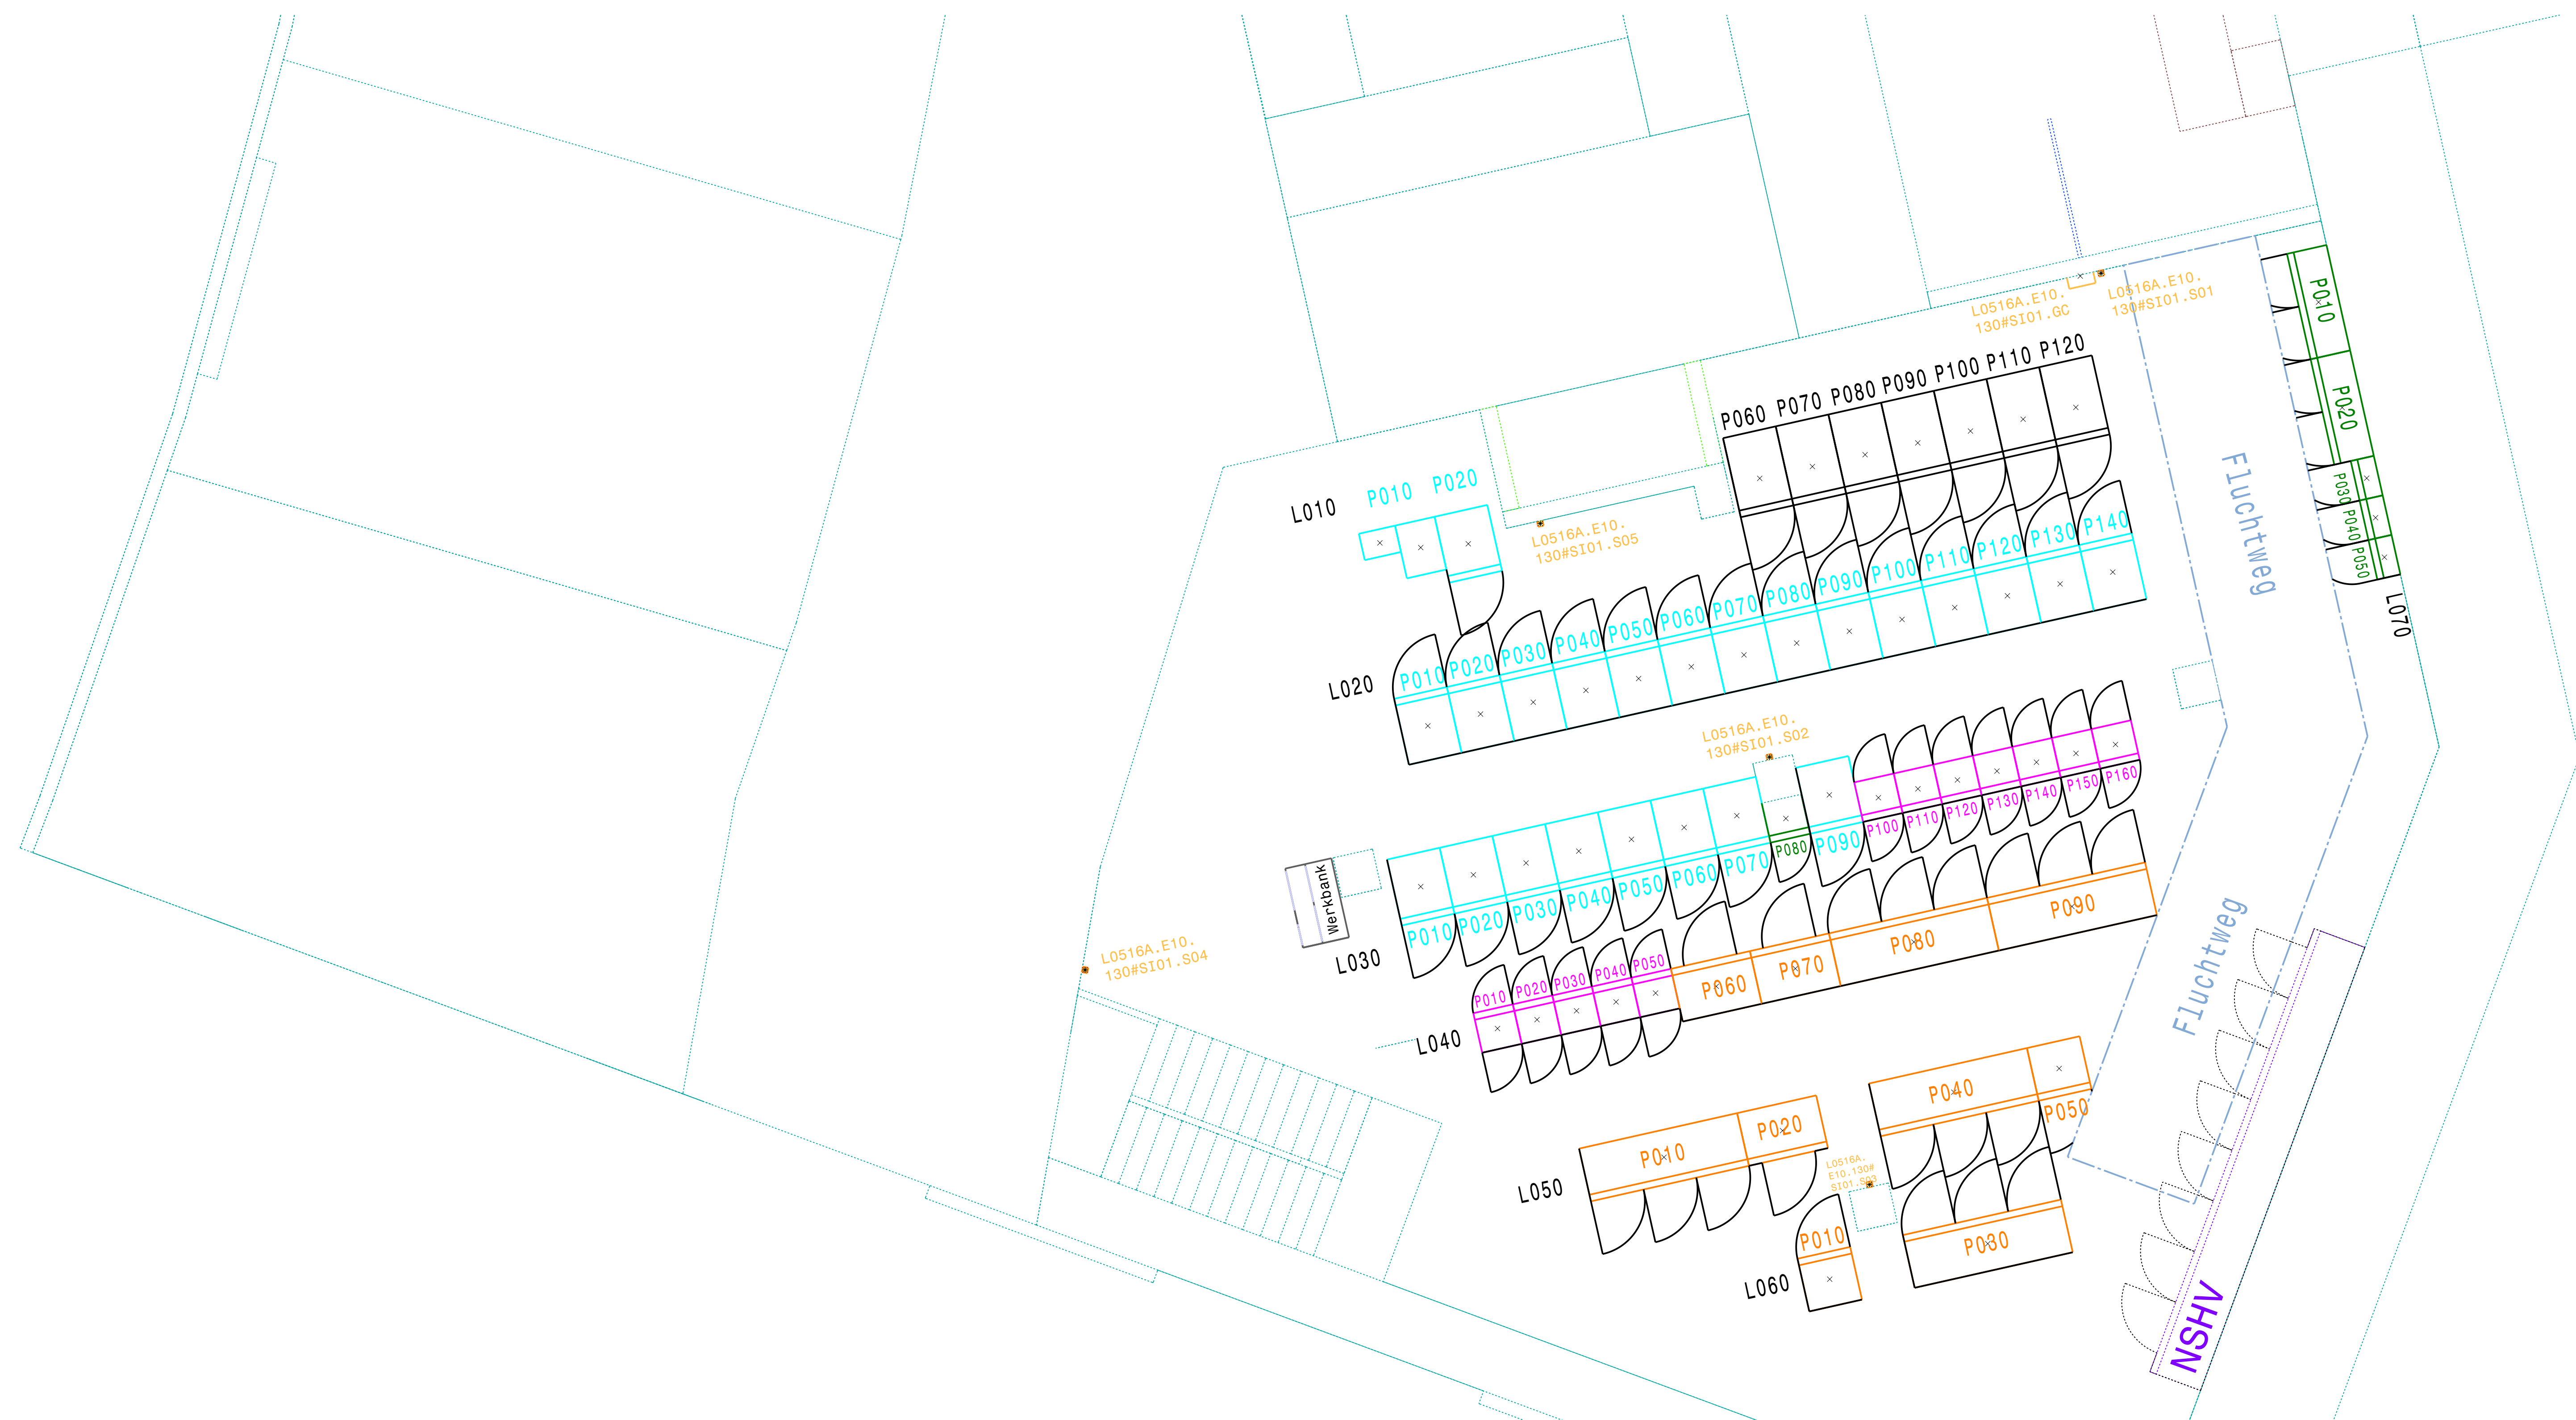 L0516A.E10.
130#SI01.GC
L0516A.E10.
130#SI01.S01
P010
P020
P030
P040
P050
L070
Fluchtweg
P060 P070 P080 P090 P100 P110 P120
L010
P010 P020
L0516A.E10.
130#SI01.S05
L020
P010 P020 P030 P040 P050 P060 P070 P080 P090 P100 P110 P120 P130 P140
L0516A.E10.
130#SI01.S02
Werkbank
L030
P010 P020 P030 P040 P050 P060 P070 P080 P090 P100 P110 P120 P130 P140 P150 P160
L0516A.E10.
130#SI01.S04
L040
P010 P020 P030 P040 P050 P060 P070 P080 P090
Fluchtweg
L050
P010 P020
P040 P050
L0516A.
E10.130#
SI01.S03
L060
P010
P030
NSHV